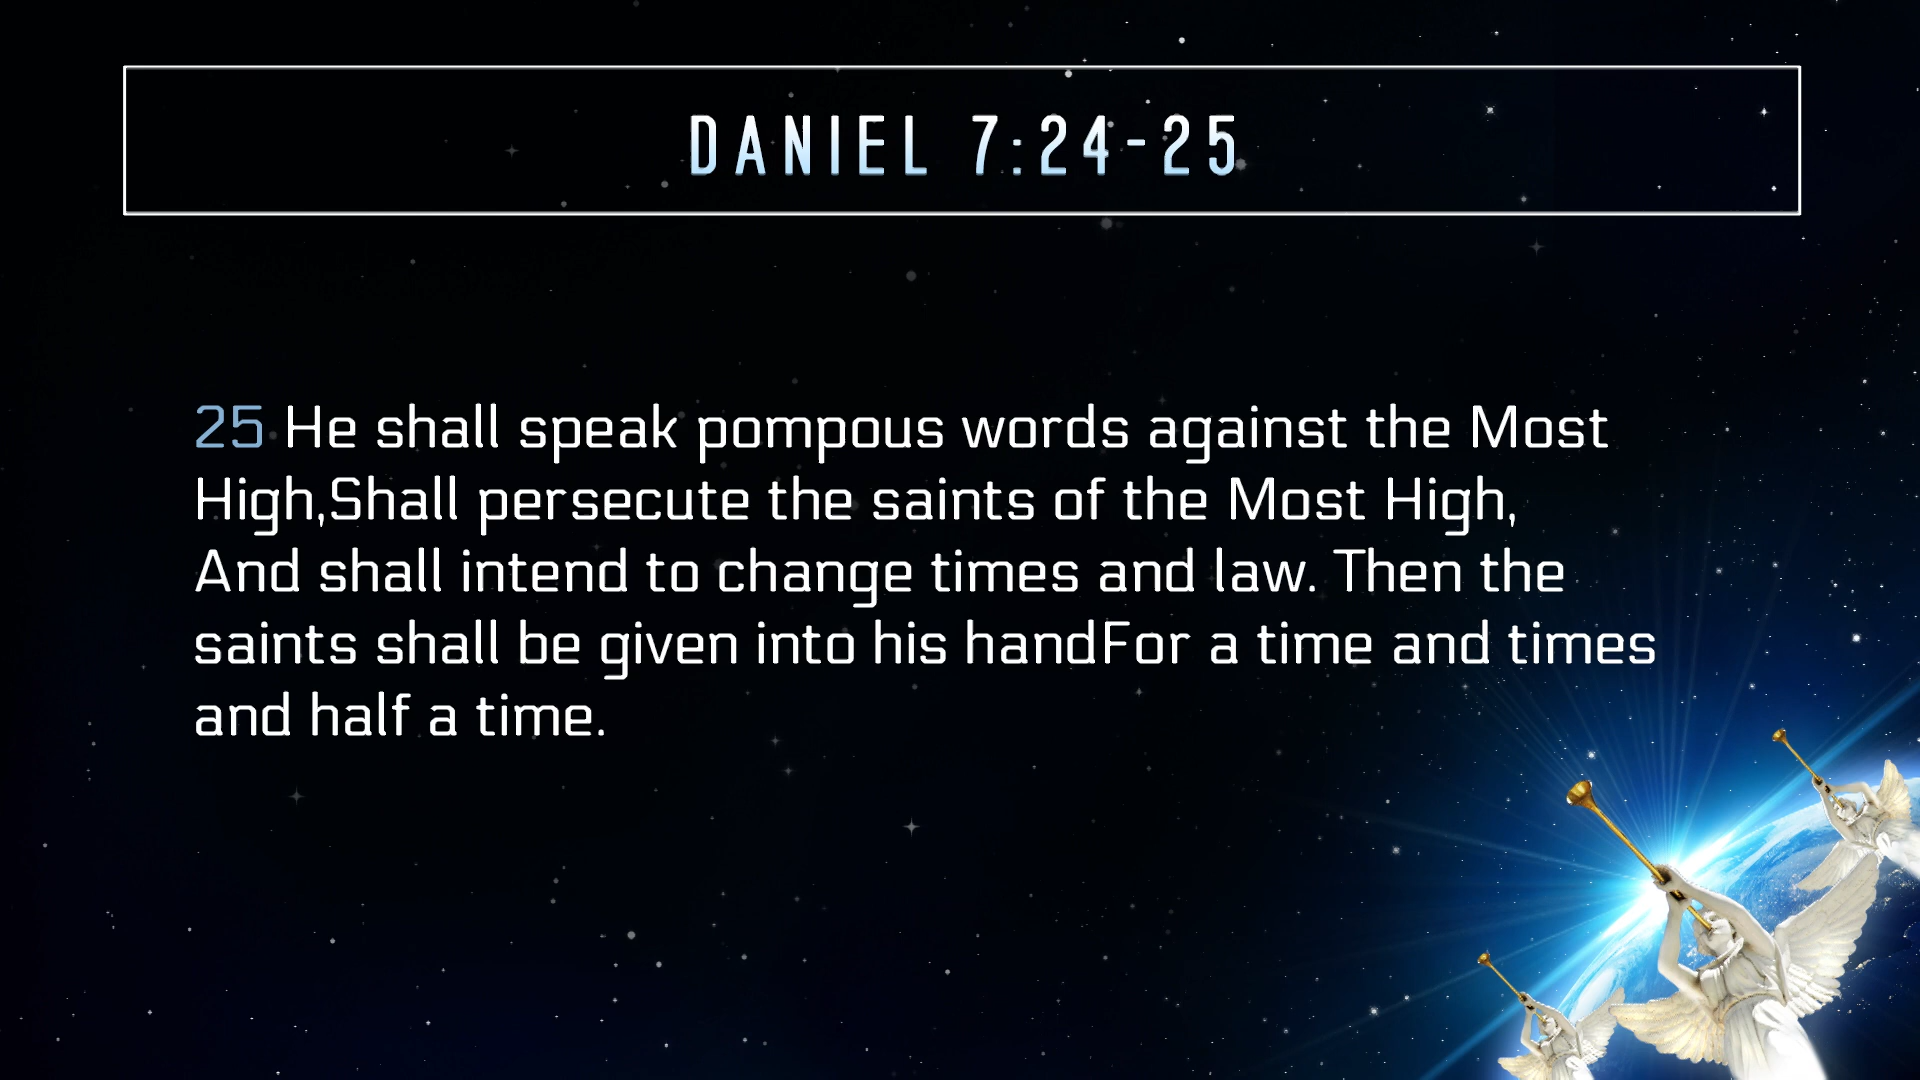 DANIEL 7:24-25
25 He shall speak pompous words against the Most
High,Shall persecute the saints of the Most High,
And shall intend to change times and law. Then the
saints shall be given into his handFor a time and times
and half a time.